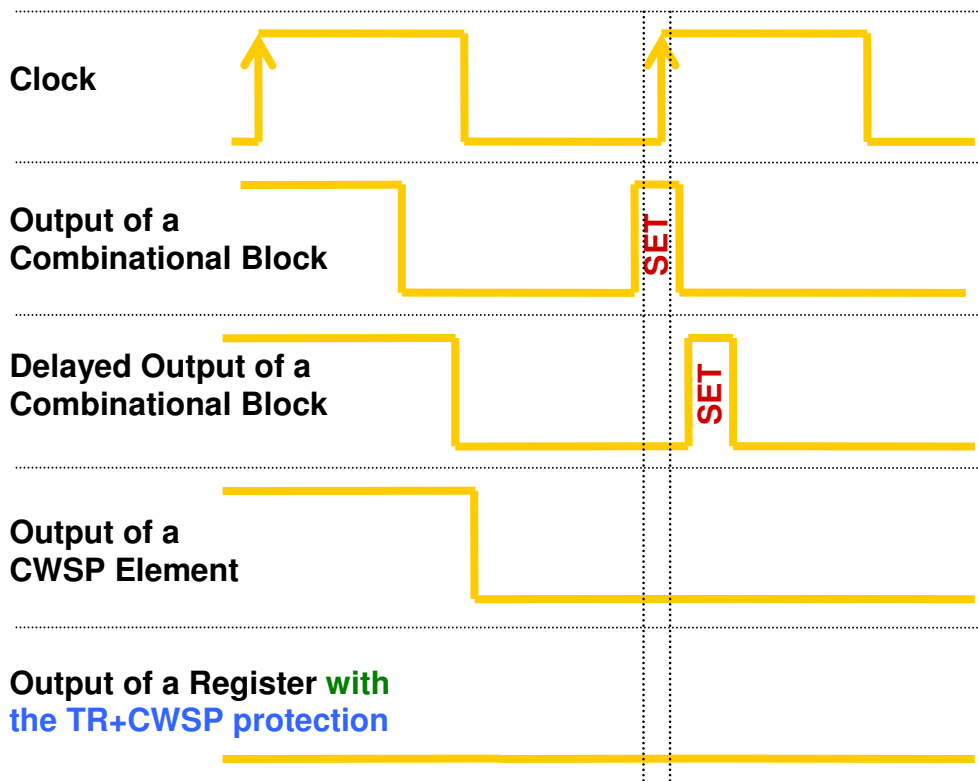 Clock
Output of a
Combinational Block
SET
Delayed Output of a
Combinational Block
SET
Output of a
CWSP Element
Output of a Register with
the TR+CWSP protection